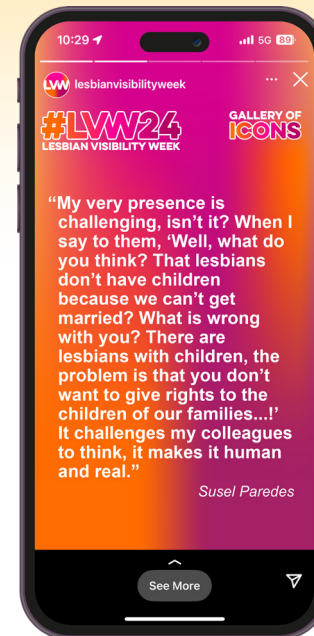 10:29
5G 89
LVW lesbianvisibilityweek
#LVW24
LESBIAN VISIBILITY WEEK
GALLERY OF
ICONS
“My very presence is
challenging, isn’t it? When I
say to them, ‘Well, what do
you think? That lesbians
don’t have children
because we can’t get
married? What is wrong
with you? There are
lesbians with children, the
problem is that you don’t
want to give rights to the
children of our families...!’
It challenges my colleagues
to think, it makes it human
and real.”
Susel Paredes
See More